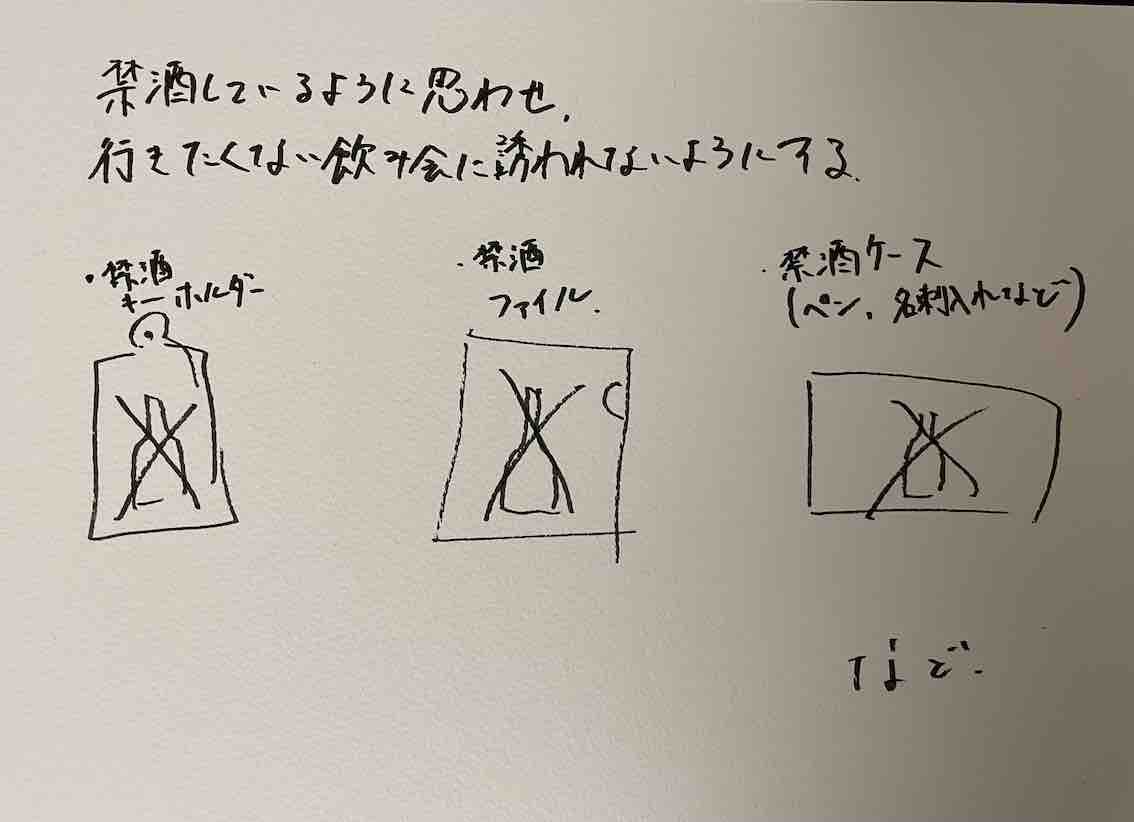 禁酒しているように思わせ、
行きたくない飲み会に誘われないようにする。
・禁酒
キーホルダー
・禁酒
ファイル.
・禁酒ケース
(ペン、名刺入れなど)
など.